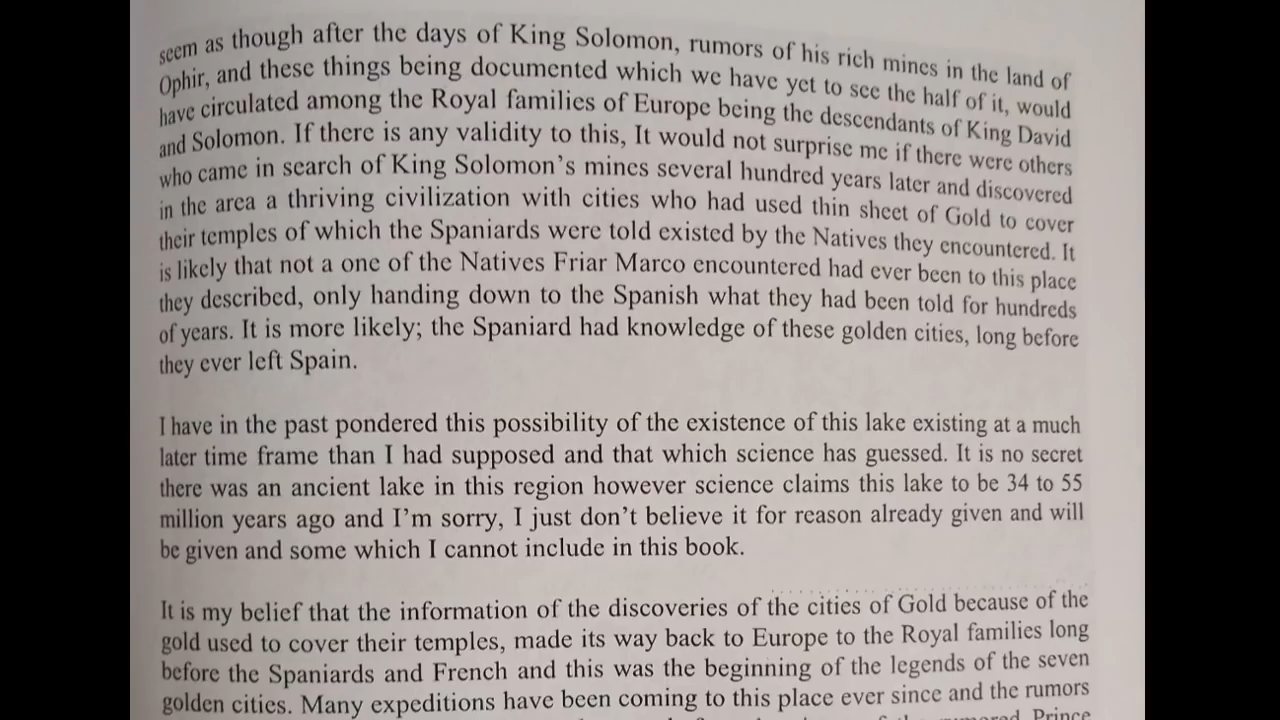 seem as though after the days of King Solomon, rumors of his rich mines in the land of
Ophir, and these things being documented which we have yet to see the half of it, would
have circulated among the Royal families of Europe being the descendants of King David
and Solomon. If there is any validity to this, It would not surprise me if there were others
who came in search of King Solomon's mines several hundred years later and discovered
in the area a thriving civilization with cities who had used thin sheet of Gold to cover
their temples of which the Spaniards were told existed by the Natives they encountered. It
is likely that not a one of the Natives Friar Marco encountered had ever been to this place
they described, only handing down to the Spanish what they had been told for hundreds
of years. It is more likely; the Spaniard had knowledge of these golden cities, long before
they ever left Spain.
I have in the past pondered this possibility of the existence of this lake existing at a much
later time frame than I had supposed and that which science has guessed. It is no secret
there was an ancient lake in this region however science claims this lake to be 34 to 55
million years ago and I'm sorry, I just don't believe it for reason already given and will
be given and some which I cannot include in this book.
It is my belief that the information of the discoveries of the cities of Gold because of the
gold used to cover their temples, made its way back to Europe to the Royal families long
before the Spaniards and French and this was the beginning of the legends of the seven
golden cities. Many expeditions have been coming to this place ever since and the rumors
Prince